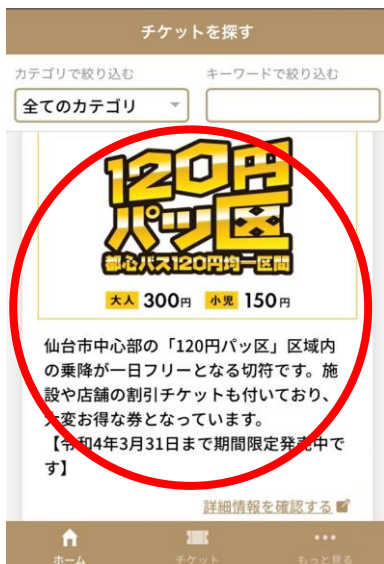 チケットを探す
カテゴリで絞り込む
キーワードで絞り込む
全てのカテゴリ
120円
パッ区
都心バス120円均一区間
大人 300円 小児 150円
仙台市中心部の「120円パッ区」区域内
の乗降が一日フリーとなる切符です。施
設や店舗の割引チケットも付いており、
大変お得な券となっています。
【令和4年3月31日まで期間限定発売中で
す】
詳細情報を確認する
ホーム
チケット
もっと見る